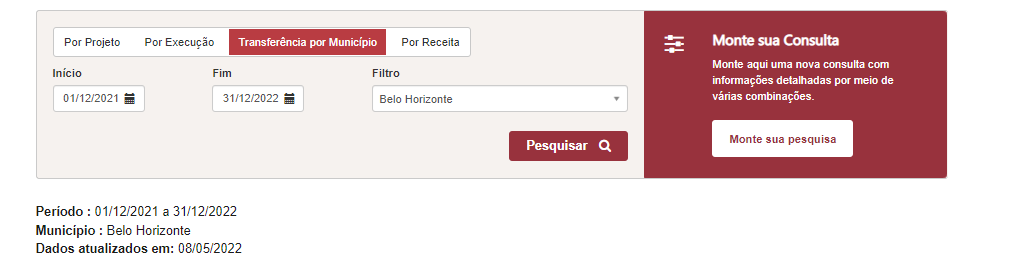 Por Projeto Por Execução Transferência por Município Por Receita
Início Fim Filtro
01/12/2021 31/12/2022 Belo Horizonte
Pesquisar
Monte sua Consulta
Monte aqui uma nova consulta com
informações detalhadas por meio de
várias combinações.
Monte sua pesquisa
Período : 01/12/2021 a 31/12/2022
Município : Belo Horizonte
Dados atualizados em: 08/05/2022